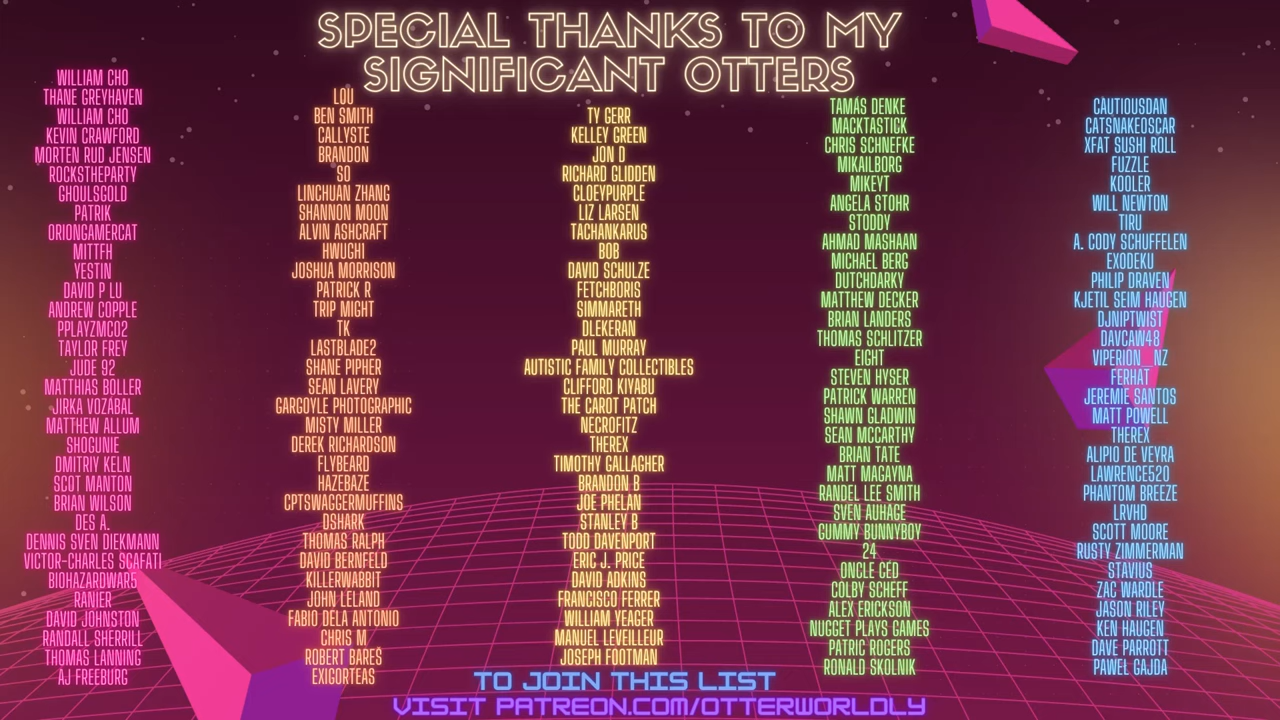 SPECIAL THANKS TO MY
SIGNIFICANT OTTERS
WILLIAM CHO
THANE GREYHAVEN
WILLIAM CHO
KEVIN CRAWFORD
MORTEN RUD JENSEN
ROCKSTHEPARTY
GHOULSGOLD
PATRIK
ORIONGAMERCAT
MITTFH
YESTIN
DAVID P LU
ANDREW COPPLE
PPLAYZMC02
TAYLOR FREY
JUDE 92
MATTHIAS BOLLER
JIRKA VOZABAL
MATTHEW ALLUM
SHOGUNIE
DMITRIY KELN
SCOT MANTON
BRIAN WILSON
DES A.
DENNIS SVEN DIEKMANN
VICTOR-CHARLES SCAFATI
BIOHAZARDWAR5
RANIER
DAVID JOHNSTON
RANDALL SHERRILL
THOMAS LANNING
AJ FREEBURG
LOU
BEN SMITH
CALLYSTE
BRANDON
SO
LINCHUAN ZHANG
SHANNON MOON
ALVIN ASHCRAFT
HWUGHT
JOSHUA MORRISON
PATRICK R
TRIP MIGHT
TK
LASTBLADE2
SHANE PIPHER
SEAN LAVERY
GARGOYLE PHOTOGRAPHIC
MISTY MILLER
DEREK RICHARDSON
FLYBEARD
HAZEBAZE
CPTSWAGGERMUFFINS
DSHARK
THOMAS RALPH
DAVID BERNFELD
KILLERWABBIT
JOHN LELAND
FABIO DELA ANTONIO
CHRIS M
ROBERT BAREŠ
EXIGORTEAS
TY GERR
KELLEY GREEN
JON D
RICHARD GLIDDEN
CLOEYPURPLE
LIZ LARSEN
TACHANKARUS
BOB
DAVID SCHULZE
FETCHBORIS
SIMMARETH
DLEKERAN
PAUL MURRAY
AUTISTIC FAMILY COLLECTIBLES
CLIFFORD KIYABU
THE CAROT PATCH
NECROFITZ
THEREX
TIMOTHY GALLAGHER
BRANDON B
JOE PHELAN
STANLEY B
TODD DAVENPORT
ERIC J. PRICE
DAVID ADKINS
FRANCISCO FERRER
WILLIAM YEAGER
MANUEL LEVEILLEUR
JOSEPH FOOTMAN
TAMÁS DENKE
MACKTASTICK
CHRIS SCHNEFKE
MIKAILBORG
MIKEYT
ANGELA STOHR
STODDY
AHMAD MASHAAN
MICHAEL BERG
DUTCHDARKY
MATTHEW DECKER
BRIAN LANDERS
THOMAS SCHLITZER
EIGHT
STEVEN HYSER
PATRICK WARREN
SHAWN GLADWIN
SEAN MCCARTHY
BRIAN TATE
MATT MAGAYNA
RANDEL LEE SMITH
SVEN AUHAGE
GUMMY BUNNYBOY
24
ONCLE CED
COLBY SCHEFF
ALEX ERICKSON
NUGGET PLAYS GAMES
PATRIC ROGERS
RONALD SKOLNIK
CAUTIOUSDAN
CATSNAKEOSCAR
XFAT SUSHI ROLL
FUZZLE
KOOLER
WILL NEWTON
TIRU
A. CODY SCHUFFELEN
EXODEKU
PHILIP DRAVEN
KJETIL SEIM HAUGEN
DJNIPTWIST
DAVCAW48
VIPERION__NZ
FERHAT
JEREMIE SANTOS
MATT POWELL
THEREX
ALIPIO DE VEYRA
LAWRENCE520
PHANTOM BREEZE
LRVHD
SCOTT MOORE
RUSTY ZIMMERMAN
STAVIUS
ZAC WARDLE
JASON RILEY
KEN HAUGEN
DAVE PARROTT
PAWEL GAJDA
TO JOIN THIS LIST
VISIT PATREON.COM/OTTERWORLDLY